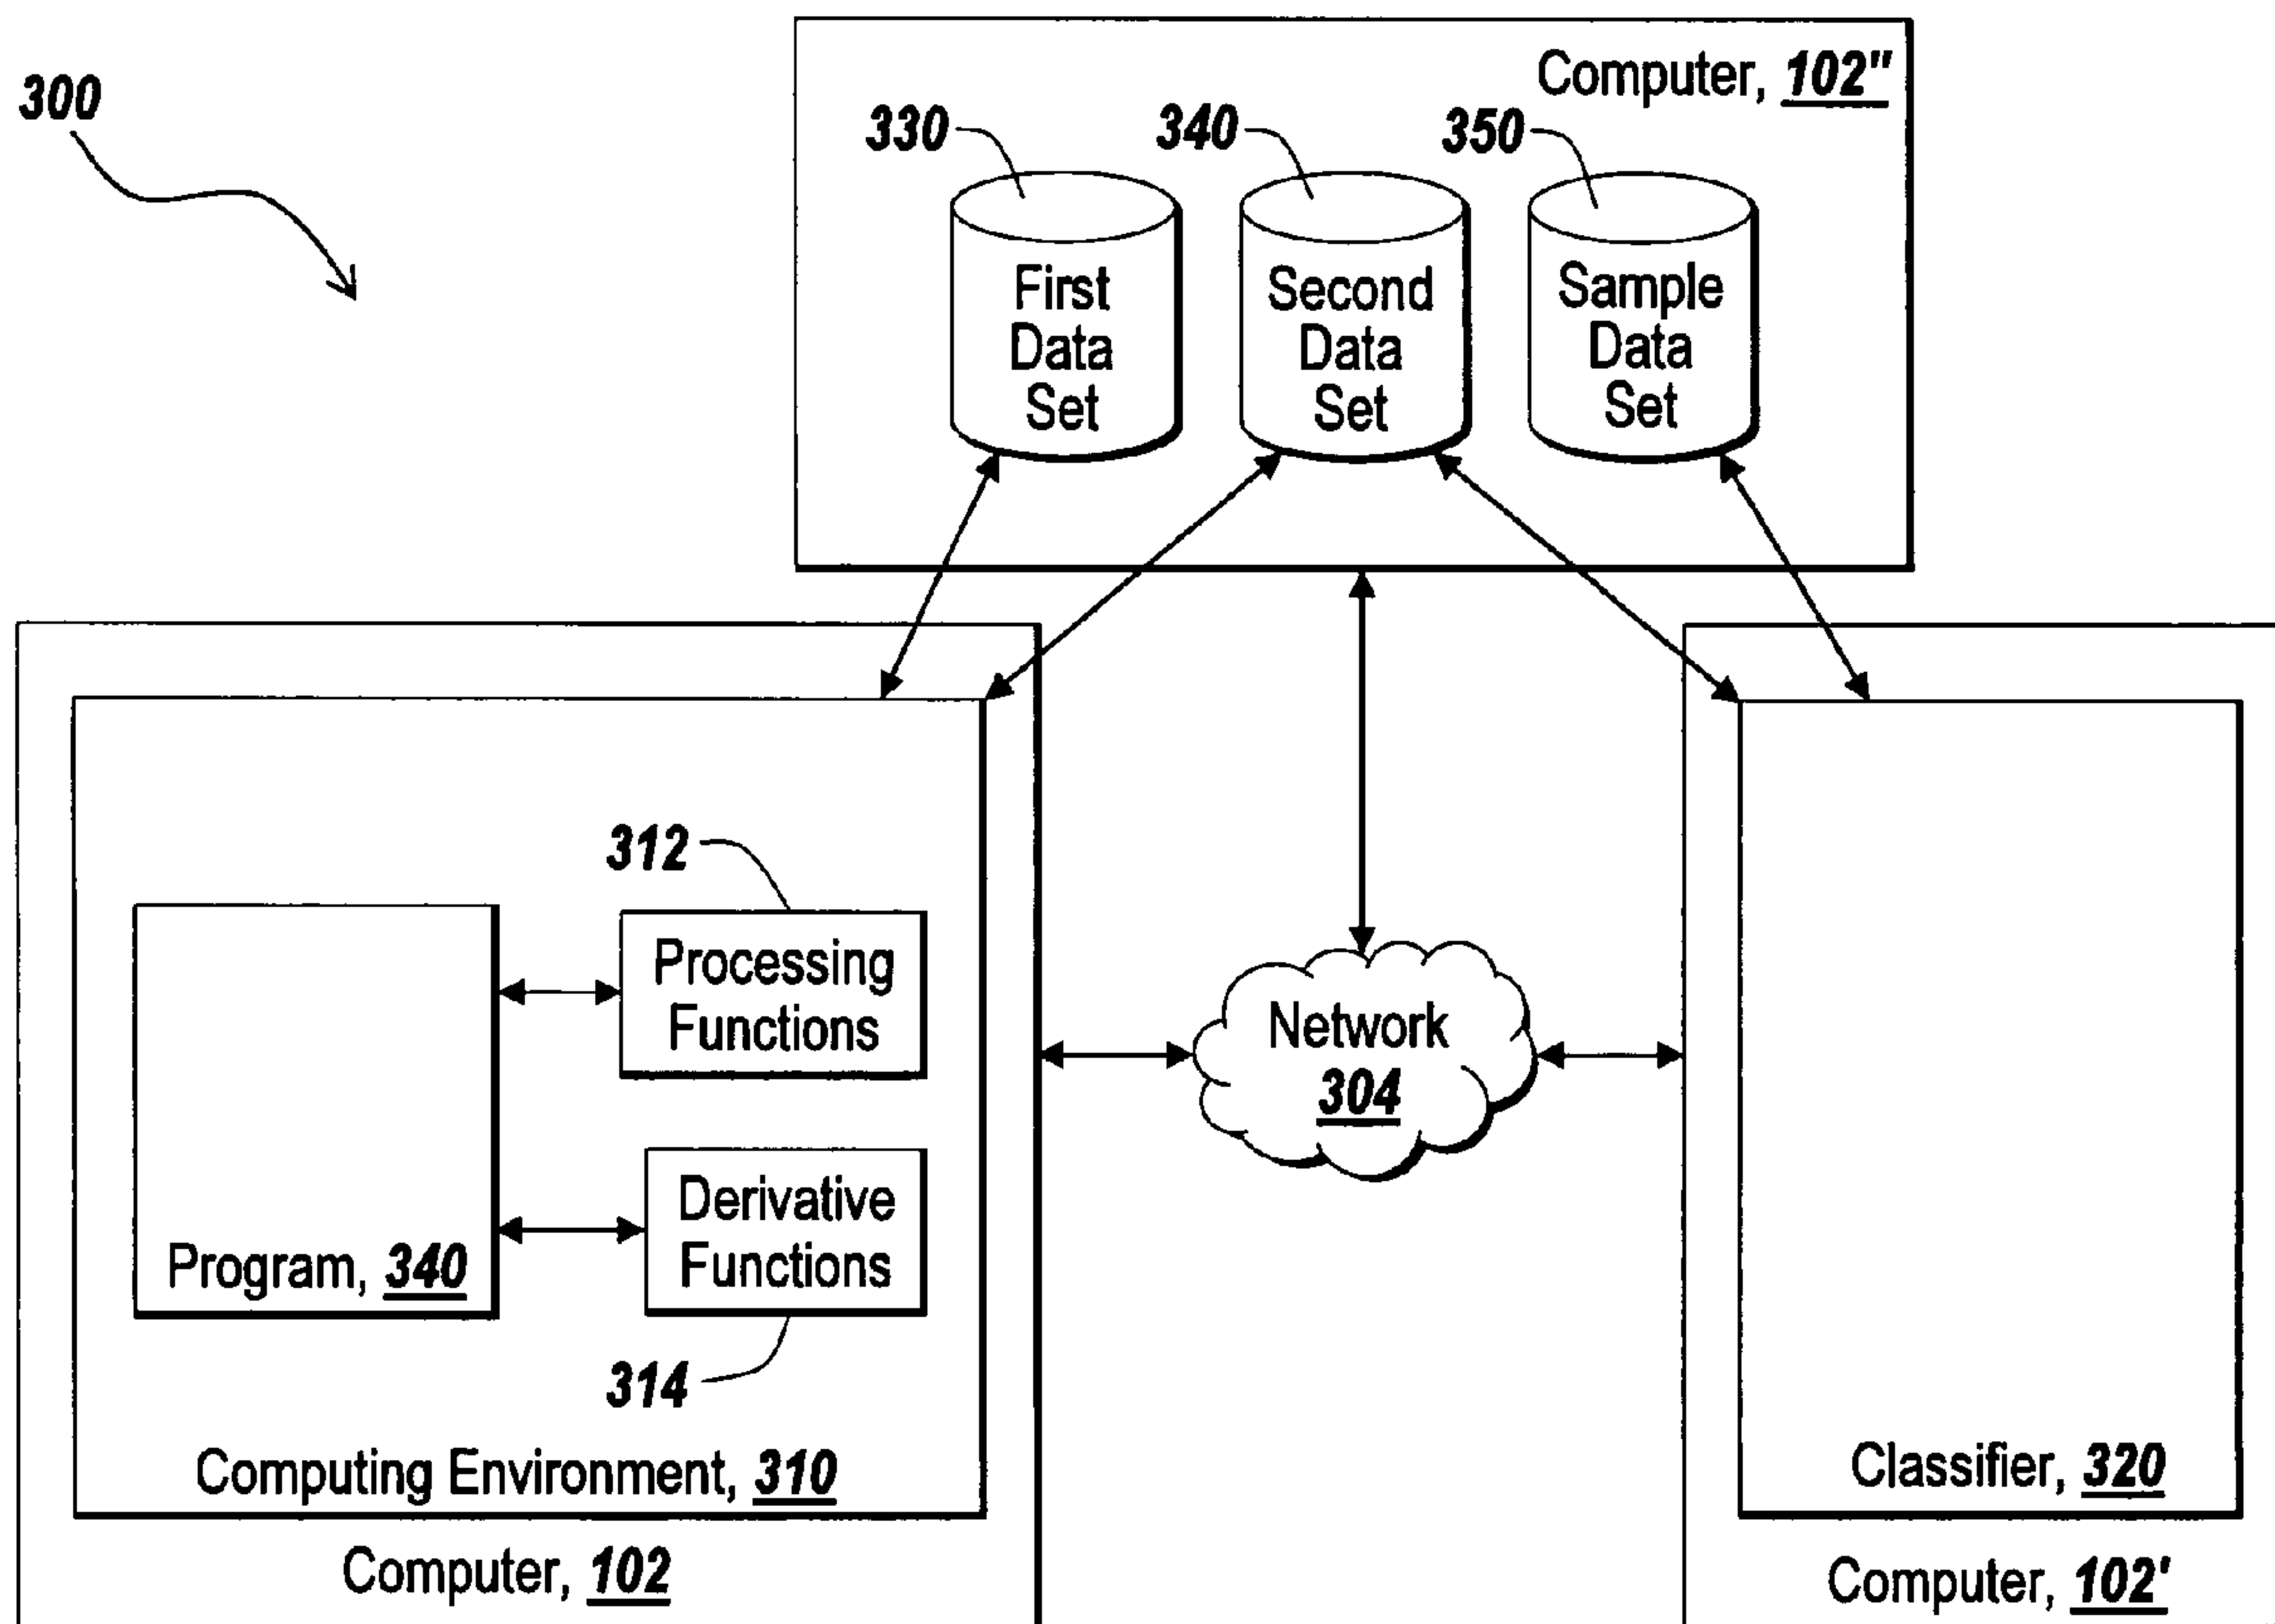 300
Computer, 102"
330
340
350
First
Data
Set
Second
Data
Set
Sample
Data
Set
312
Processing
Functions
Program, 340
Derivative
Functions
314
Computing Environment, 310
Computer, 102
Network
304
Classifier, 320
Computer, 102'